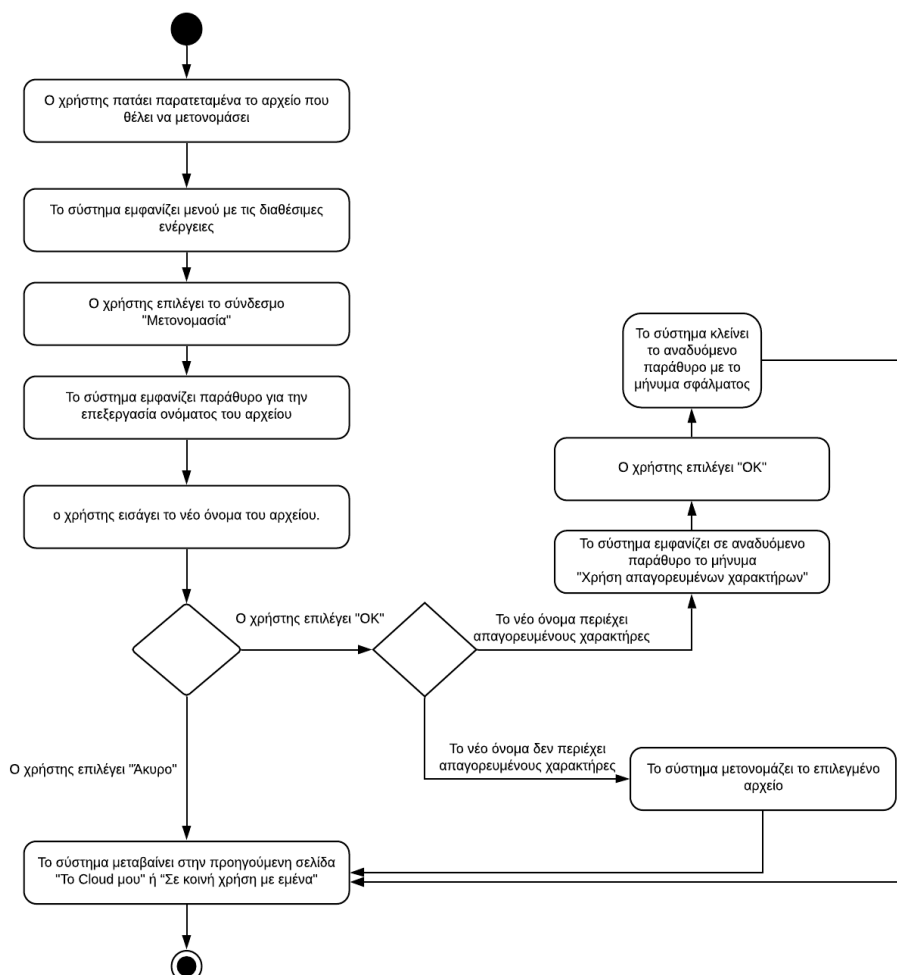 Ο χρήστης πατάει παρατεταμένα το αρχείο που
θέλει να μετονομάσει
Το σύστημα εμφανίζει μενού με τις διαθέσιμες
ενέργειες
Ο χρήστης επιλέγει το σύνδεσμο
"Μετονομασία"
Το σύστημα εμφανίζει παράθυρο για την
επεξεργασία ονόματος του αρχείου
ο χρήστης εισάγει το νέο όνομα του αρχείου.
Ο χρήστης επιλέγει "ΟΚ"
Το νέο όνομα περιέχει
απαγορευμένους χαρακτήρες
Το σύστημα εμφανίζει σε αναδυόμενο
παράθυρο το μήνυμα
"Χρήση απαγορευμένων χαρακτήρων"
Ο χρήστης επιλέγει "ΟΚ"
Το σύστημα κλείνει
το αναδυόμενο
παράθυρο με το
μήνυμα σφάλματος
Το νέο όνομα δεν περιέχει
απαγορευμένους χαρακτήρες
Το σύστημα μετονομάζει το επιλεγμένο
αρχείο
Ο χρήστης επιλέγει "Άκυρο"
Το σύστημα μεταβαίνει στην προηγούμενη σελίδα
"Το Cloud μου" ή “Σε κοινή χρήση με εμένα"